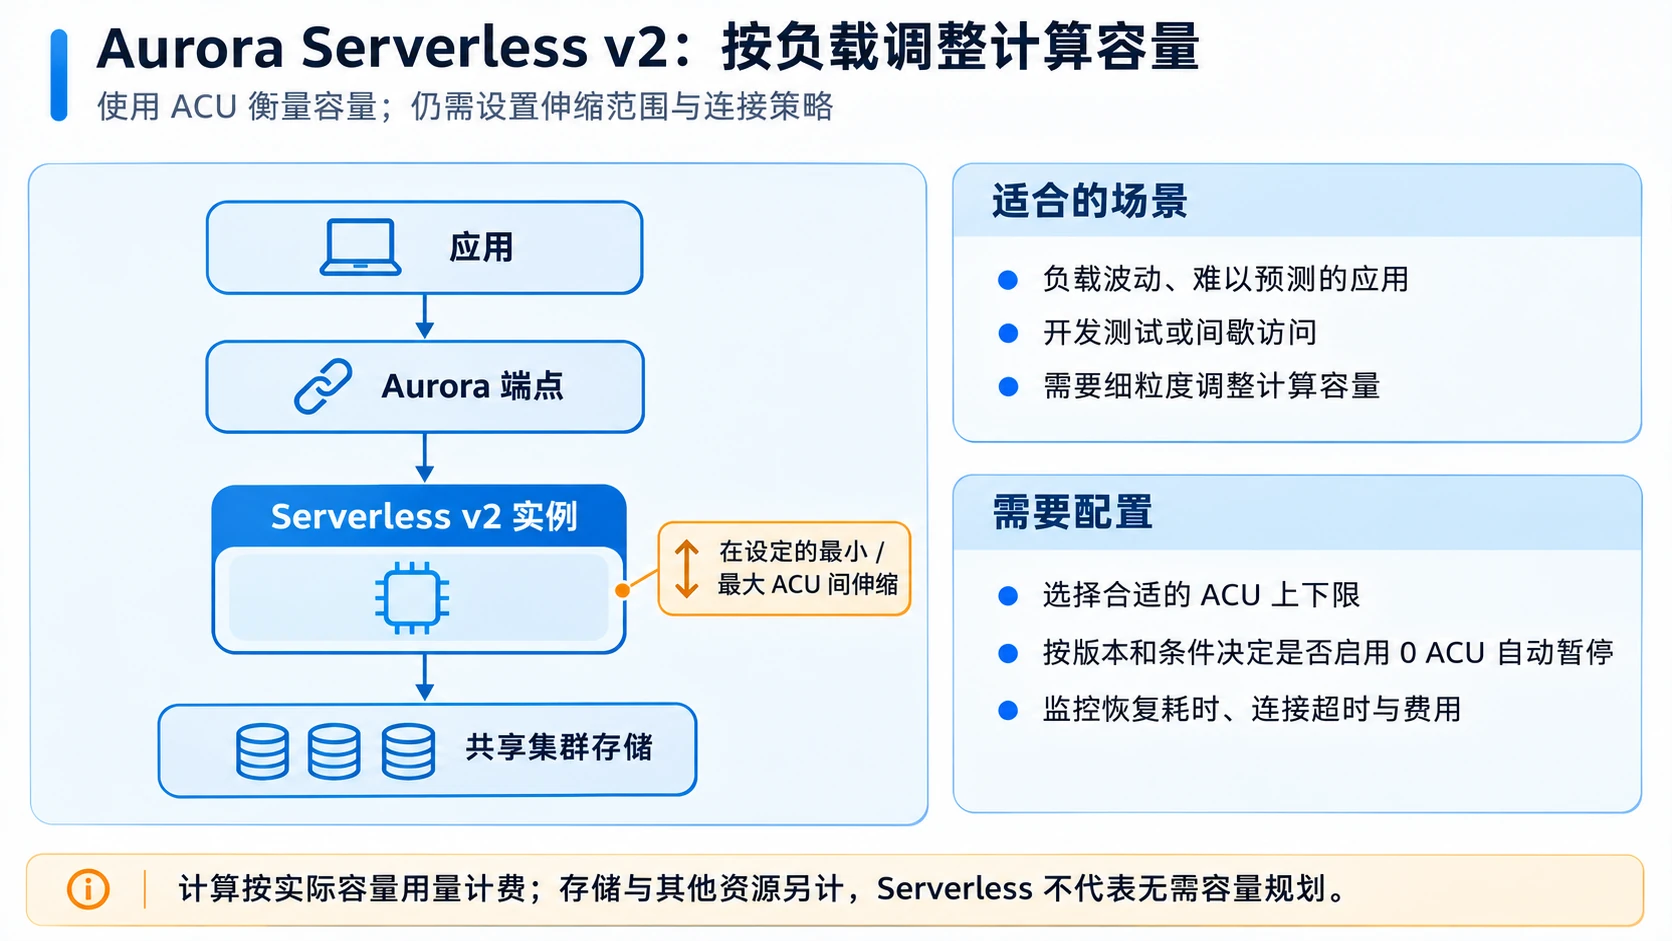 Aurora Serverless v2：按负载调整计算容量
使用 ACU 衡量容量；仍需设置伸缩范围与连接策略
应用
Aurora 端点
Serverless v2 实例
在设定的最小 /
最大 ACU 间伸缩
共享集群存储
适合的场景
负载波动、难以预测的应用
开发测试或间歇访问
需要细粒度调整计算容量
需要配置
选择合适的 ACU 上下限
按版本和条件决定是否启用 0 ACU 自动暂停
监控恢复耗时、连接超时与费用
计算按实际容量用量计费；存储与其他资源另计，Serverless 不代表无需容量规划。